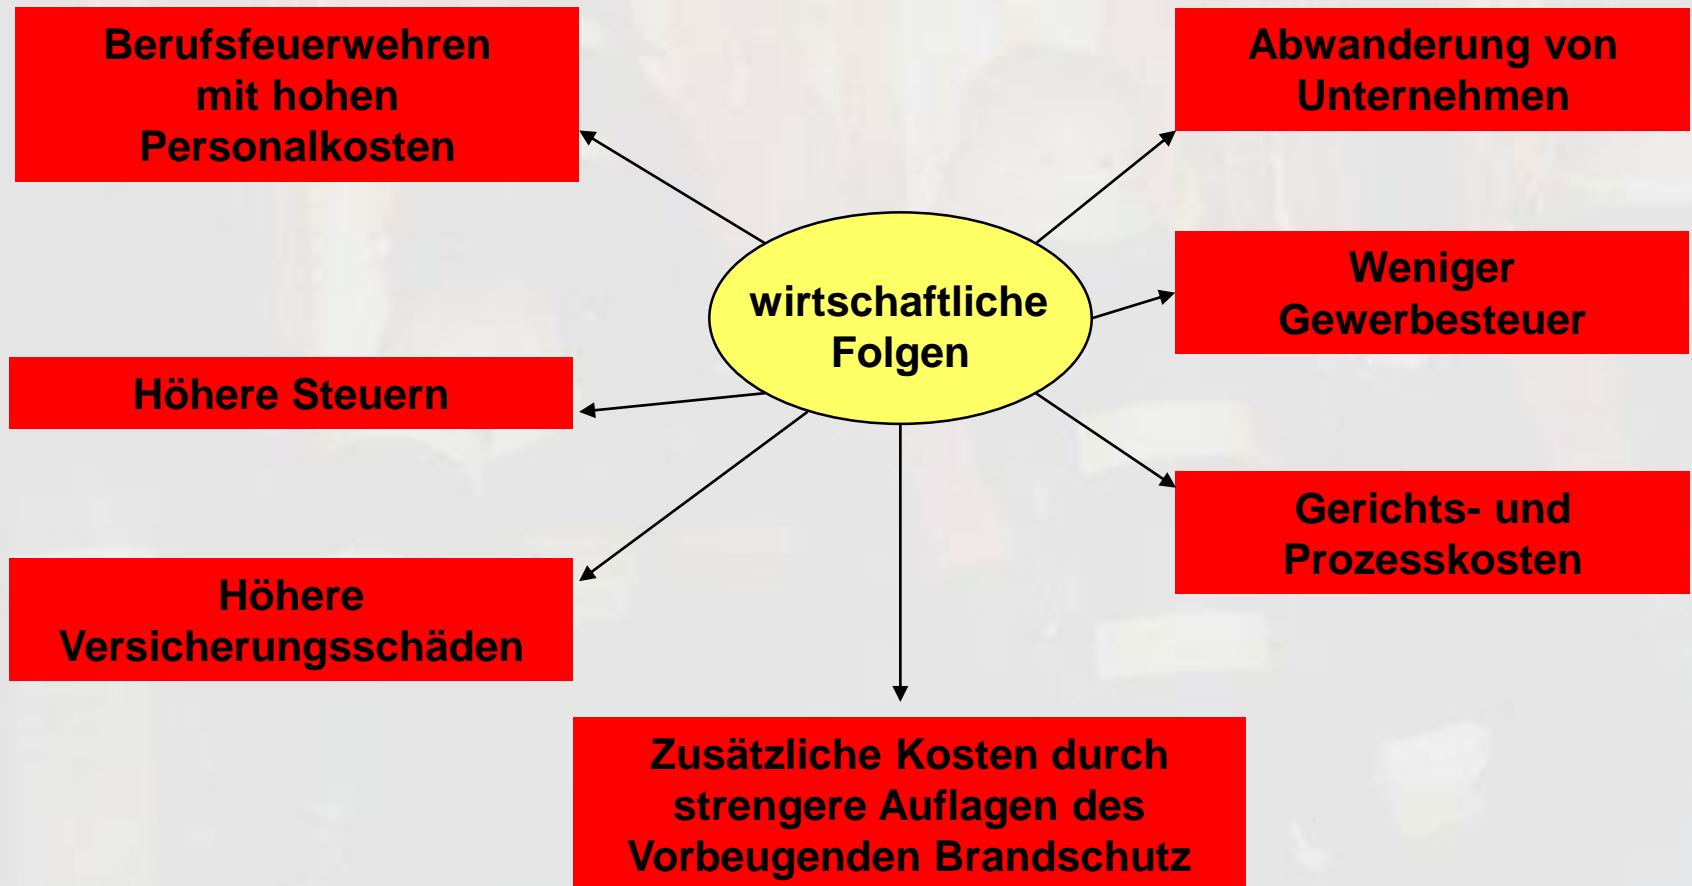 Berufsfeuerwehren
mit hohen
Personalkosten
Abwanderung von
Unternehmen
wirtschaftliche
Folgen
Weniger
Gewerbesteuer
Höhere Steuern
Gerichts- und
Prozesskosten
Höhere
Versicherungsschäden
Zusätzliche Kosten durch
strengere Auflagen des
Vorbeugenden Brandschutz